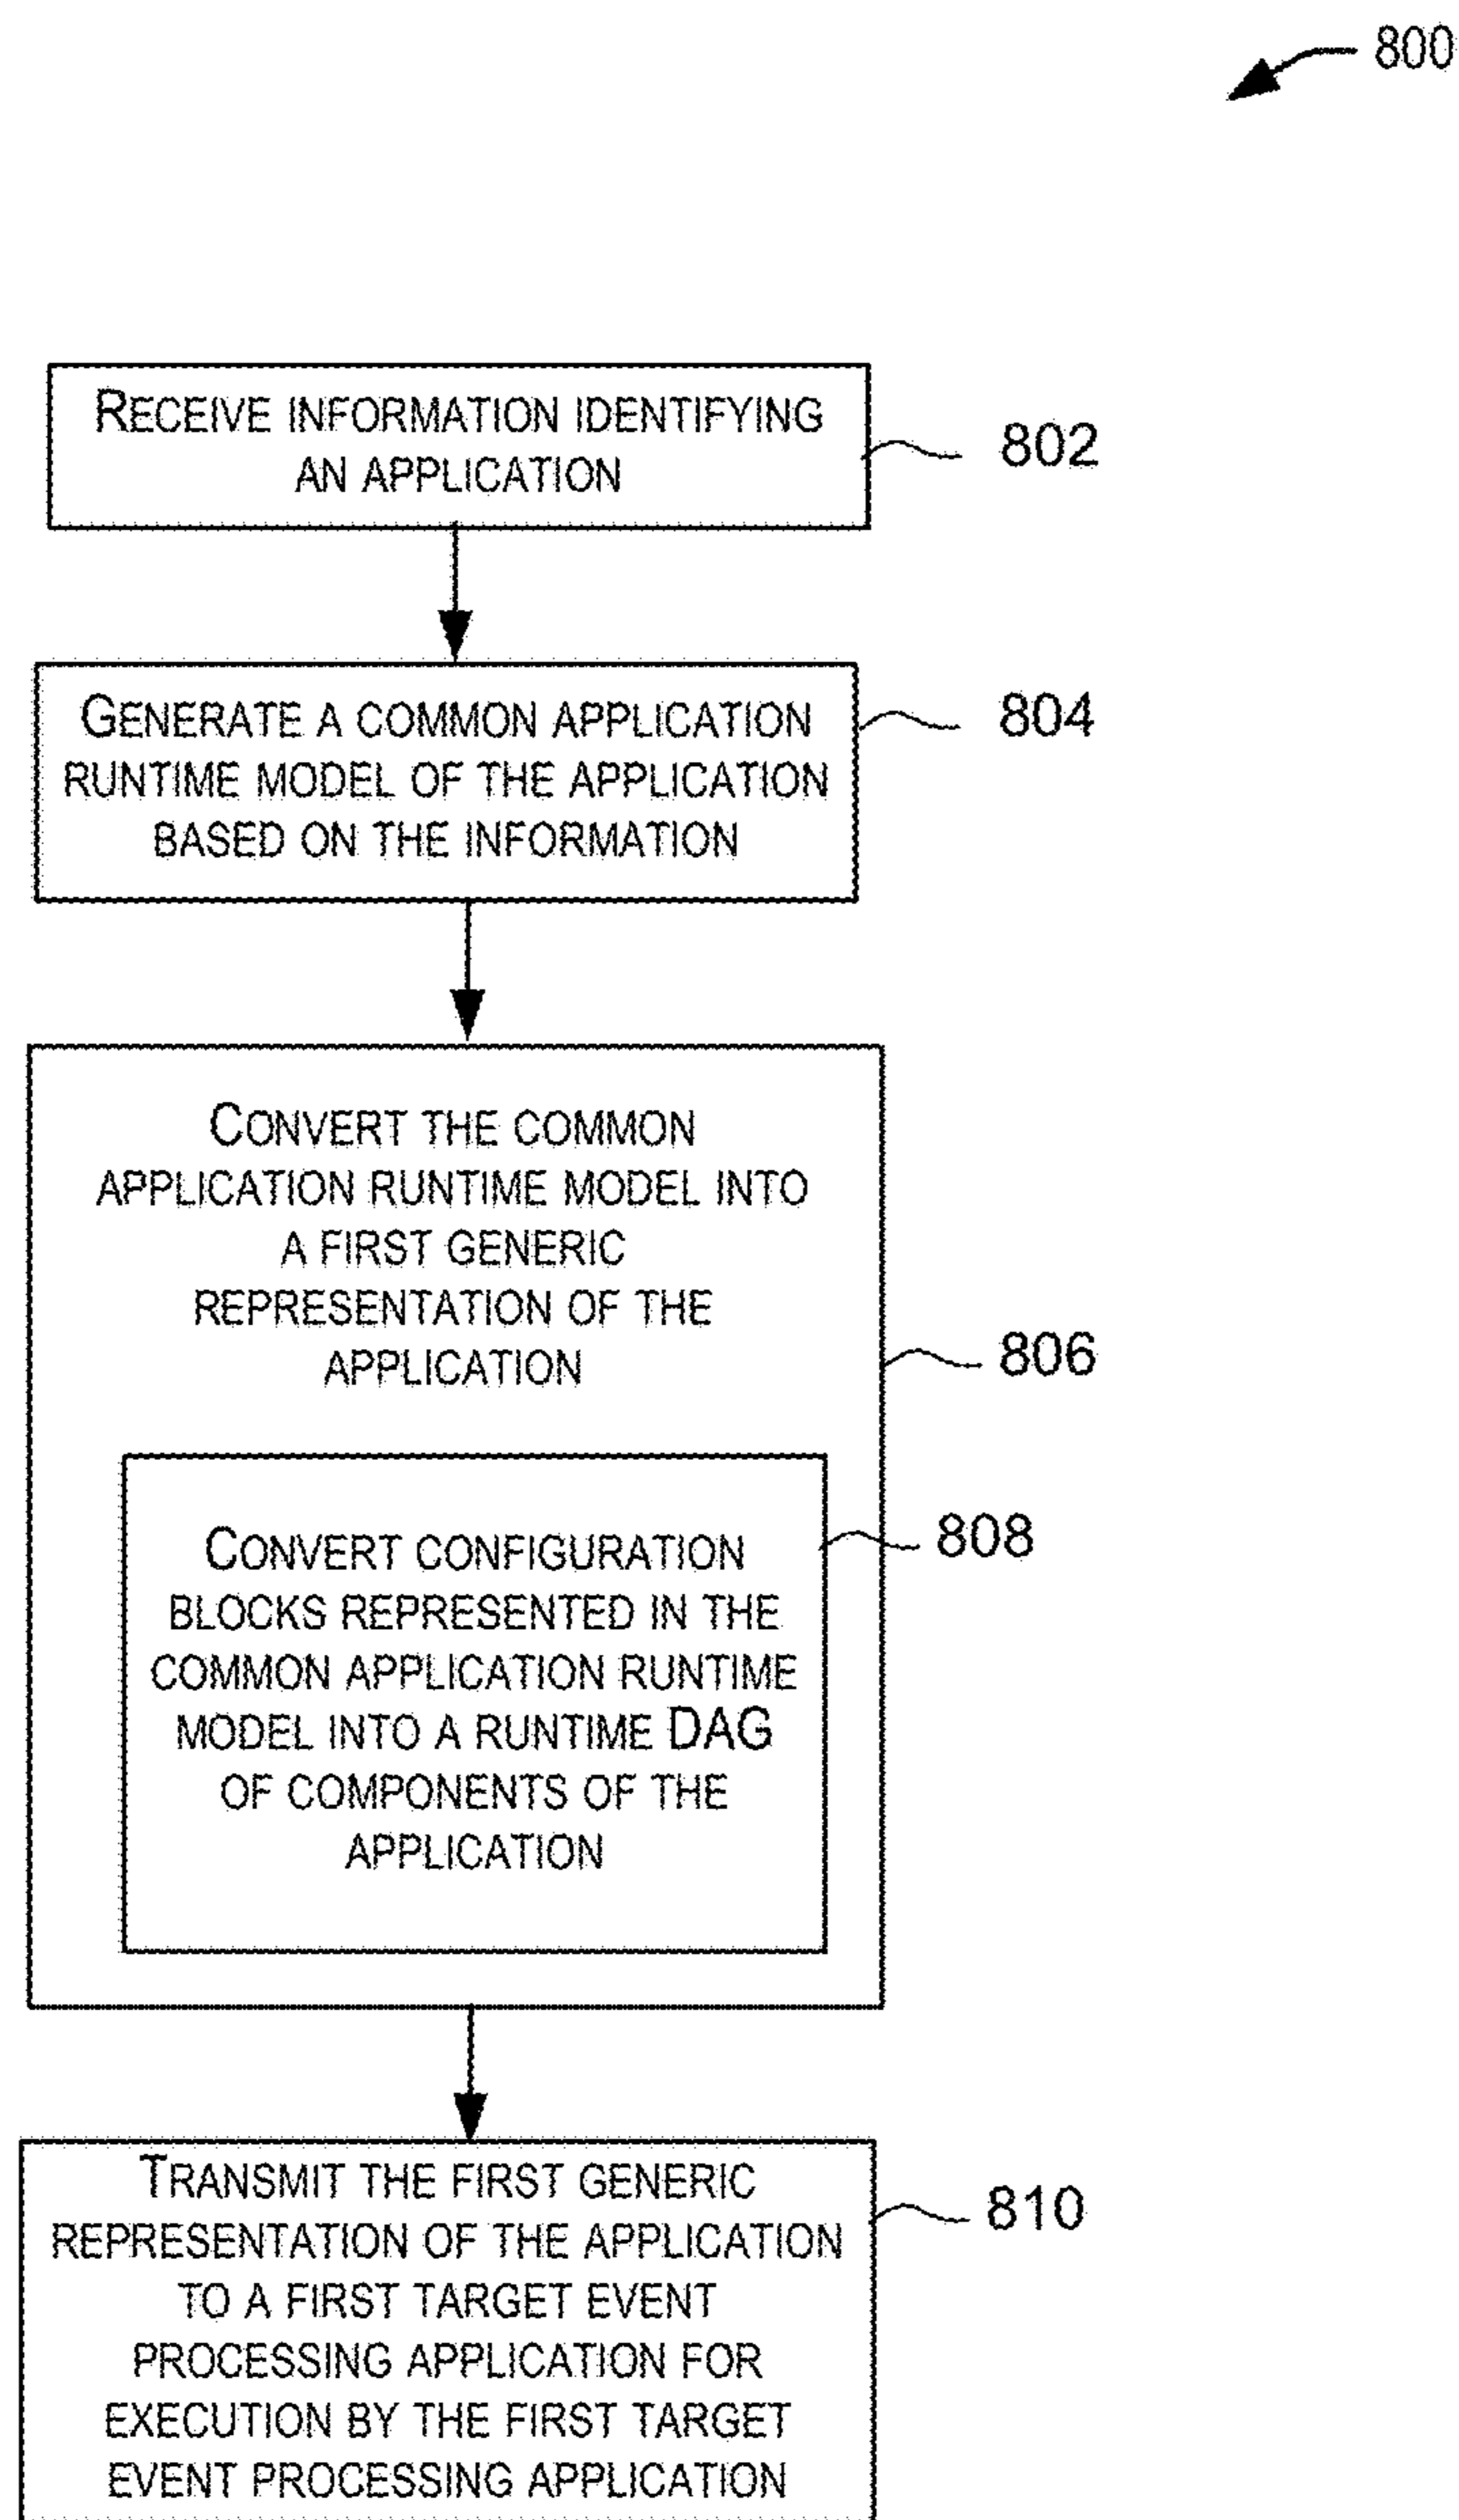 800
RECEIVE INFORMATION IDENTIFYING
AN APPLICATION
802
GENERATE A COMMON APPLICATION
RUNTIME MODEL OF THE APPLICATION
BASED ON THE INFORMATION
804
CONVERT THE COMMON
APPLICATION RUNTIME MODEL INTO
A FIRST GENERIC
REPRESENTATION OF THE
APPLICATION
806
CONVERT CONFIGURATION
BLOCKS REPRESENTED IN THE
COMMON APPLICATION RUNTIME
MODEL INTO A RUNTIME DAG
OF COMPONENTS OF THE
APPLICATION
808
TRANSMIT THE FIRST GENERIC
REPRESENTATION OF THE APPLICATION
TO A FIRST TARGET EVENT
PROCESSING APPLICATION FOR
EXECUTION BY THE FIRST TARGET
EVENT PROCESSING APPLICATION
810